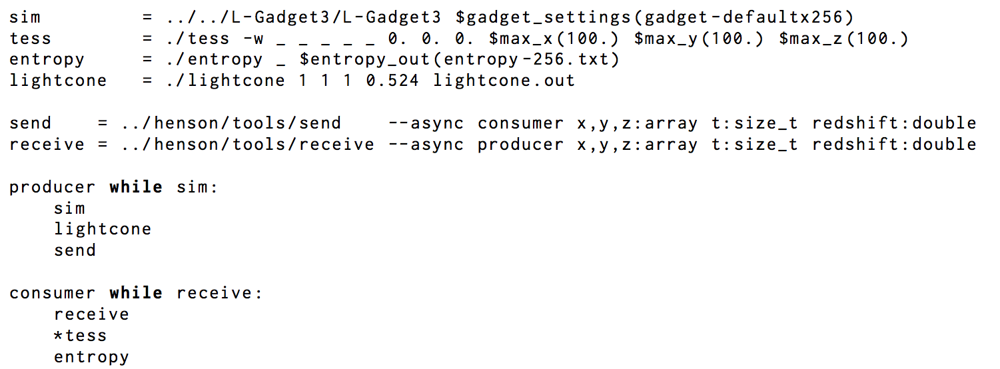 sim         = ../../L-Gadget3/L-Gadget3 $gadget_settings(gadget-defaultx256)
tess        = ./tess -w _ _ _ _ _ 0. 0. 0. $max_x(100.) $max_y(100.) $max_z(100.)
entropy     = ./entropy _ $entropy_out(entropy-256.txt)
lightcone   = ./lightcone 1 1 1 0.524 lightcone.out

send    = ../henson/tools/send    --async consumer x,y,z:array t:size_t redshift:double
receive = ../henson/tools/receive --async producer x,y,z:array t:size_t redshift:double

producer while sim:
    sim
    lightcone
    send

consumer while receive:
    receive
    *tess
    entropy